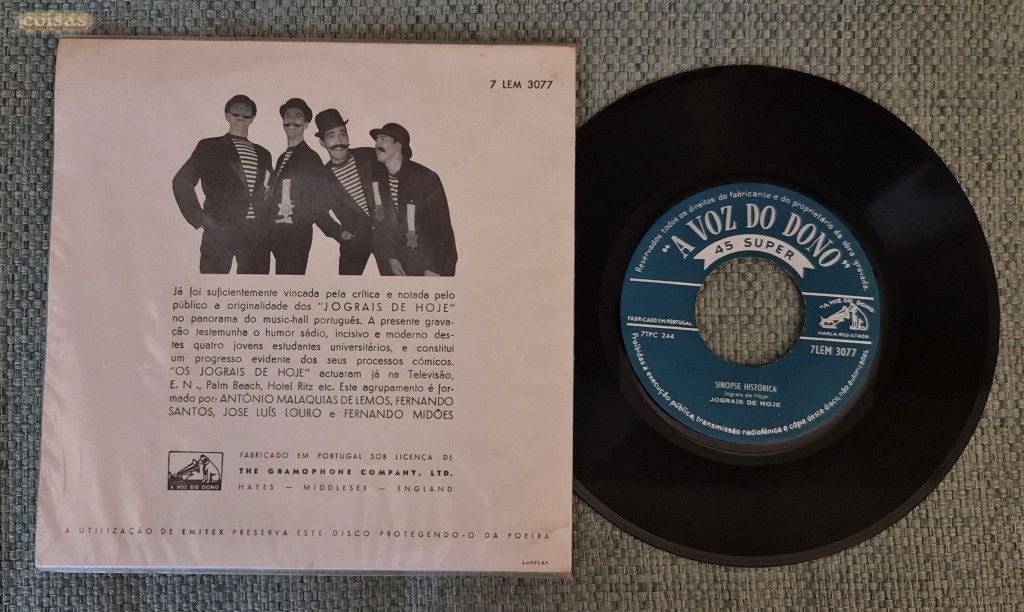 coisas
7 LEM 3077
Já foi suficientemente vincada pela crítica e notada pelo
público a originalidade dos "JOGRAIS DE HOJE"
no panorama do music-hall português. A presente grava-
ção testemunha o humor sádio, incisivo e moderno des-
tes quatro jovens estudantes universitários, e constitui
um progresso evidente dos seus processos cómicos.
"OS JOGRAIS DE HOJE" actuaram já na Televisão,
E. N., Palm Beach, Hotel Ritz etc. Este agrupamento é for-
mado por: ANTÓNIO MALAQUIAS DE LEMOS, FERNANDO
SANTOS, JOSE LUÍS LOURO e FERNANDO MIDÕES
A VOZ DO DONO
FABRICADO EM PORTUGAL SOB LICENÇA DE
THE GRAMOPHONE COMPANY, LTD.
HAYES — MIDDLESEX — ENGLAND
A UTILIZAÇÃO DE EMITEX PRESERVA ESTE DISCO PROTEGENDO-O DA POEIRA
LUXFLEX
Reservados todos os direitos do fabricante e do proprietário da obra gravada.
"A VOZ DO DONO"
45 SUPER
FABRICADO EM PORTUGAL
7TPC 244
"A VOZ DO DONO"
MARCA REGISTADA
7LEM 3077
SINOPSE HISTÓRICA
Jograis de Hoje
JOGRAIS DE HOJE
Proibidas a execução pública, transmissão radiofónica e cópia deste disco, não autorizadas.